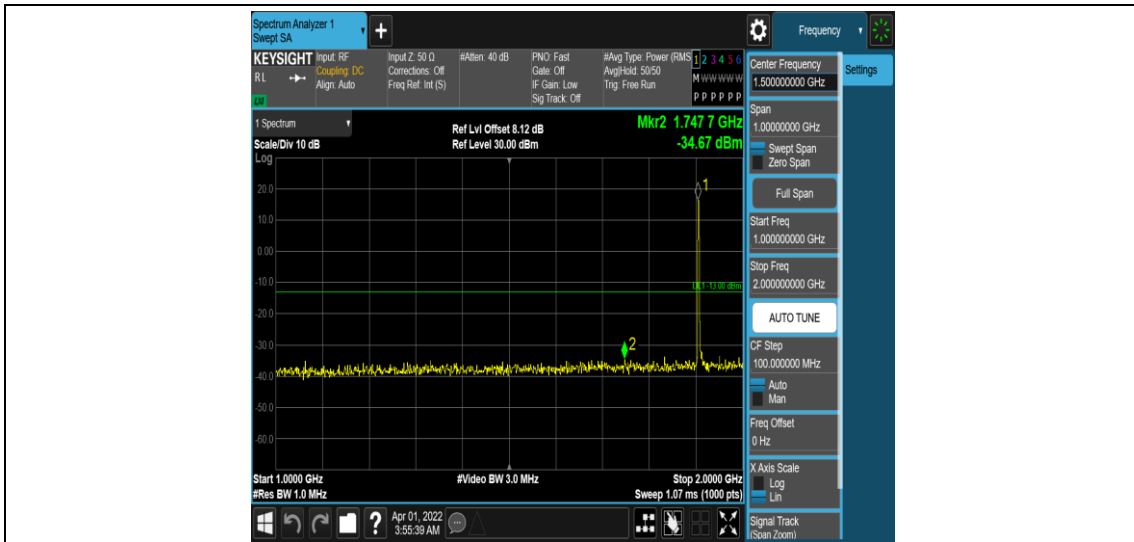 Spectrum Analyzer 1
Swept SA
+
Frequency
KEYSIGHT
RL
LXI
Input: RF
Coupling: DC
Align: Auto
Input Z: 50 Ω
Corrections: Off
Freq Ref: Int (S)
#Atten: 40 dB
PNO: Fast
Gate: Off
IF Gain: Low
Sig Track: Off
#Avg Type: Power (RMS
Avg|Hold: 50/50
Trig: Free Run
1 2 3 4 5 6
M W W W W W
P P P P P P
1 Spectrum
Scale/Div 10 dB
Ref Lvl Offset 8.12 dB
Ref Level 30.00 dBm
Mkr2 1.747 7 GHz
-34.67 dBm
Log
20.0
10.0
0.00
-10.0
-20.0
-30.0
-40.0
-50.0
-60.0
1
DL1 -13.00 dBm
2
Start 1.0000 GHz
#Res BW 1.0 MHz
#Video BW 3.0 MHz
Stop 2.0000 GHz
Sweep 1.07 ms (1000 pts)
Center Frequency
1.500000000 GHz
Settings
Span
1.00000000 GHz
Swept Span
Zero Span
Full Span
Start Freq
1.000000000 GHz
Stop Freq
2.000000000 GHz
AUTO TUNE
CF Step
100.000000 MHz
Auto
Man
Freq Offset
0 Hz
X Axis Scale
Log
Lin
Signal Track
(Span Zoom)
?
Apr 01, 2022
3:55:39 AM